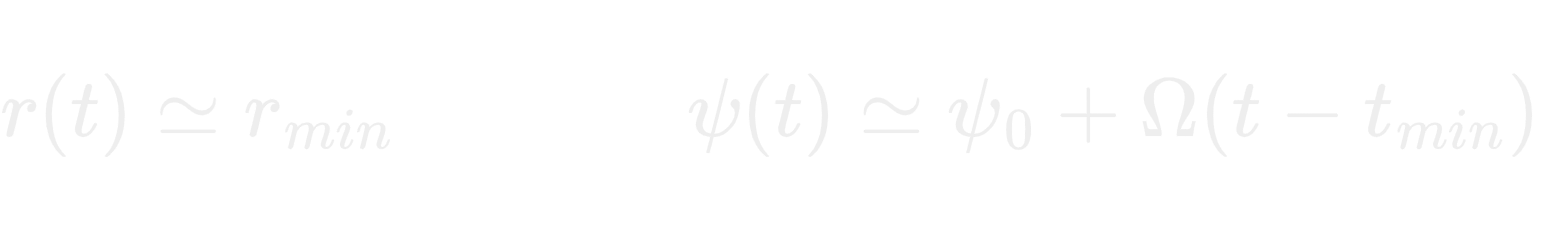 r(t) ≃ r_{min} ψ(t) ≃ ψ_0 + Ω(t − t_{min})